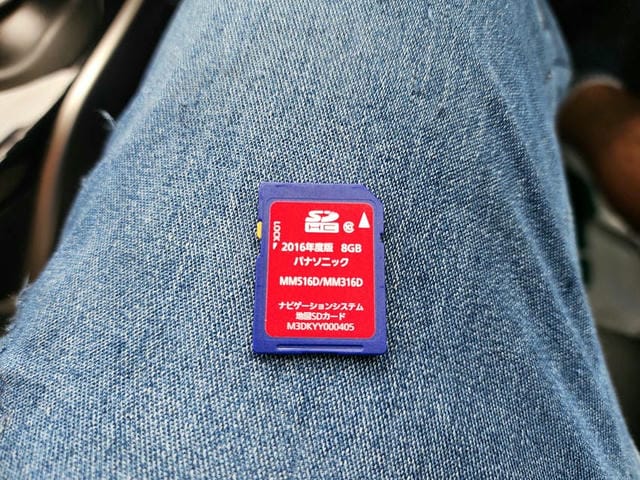 LOCK
SD
HC
10
2016年度版 8GB
パナソニック
MM516D/MM316D
ナビゲーションシステム
地図SDカード
M3DKYY000405